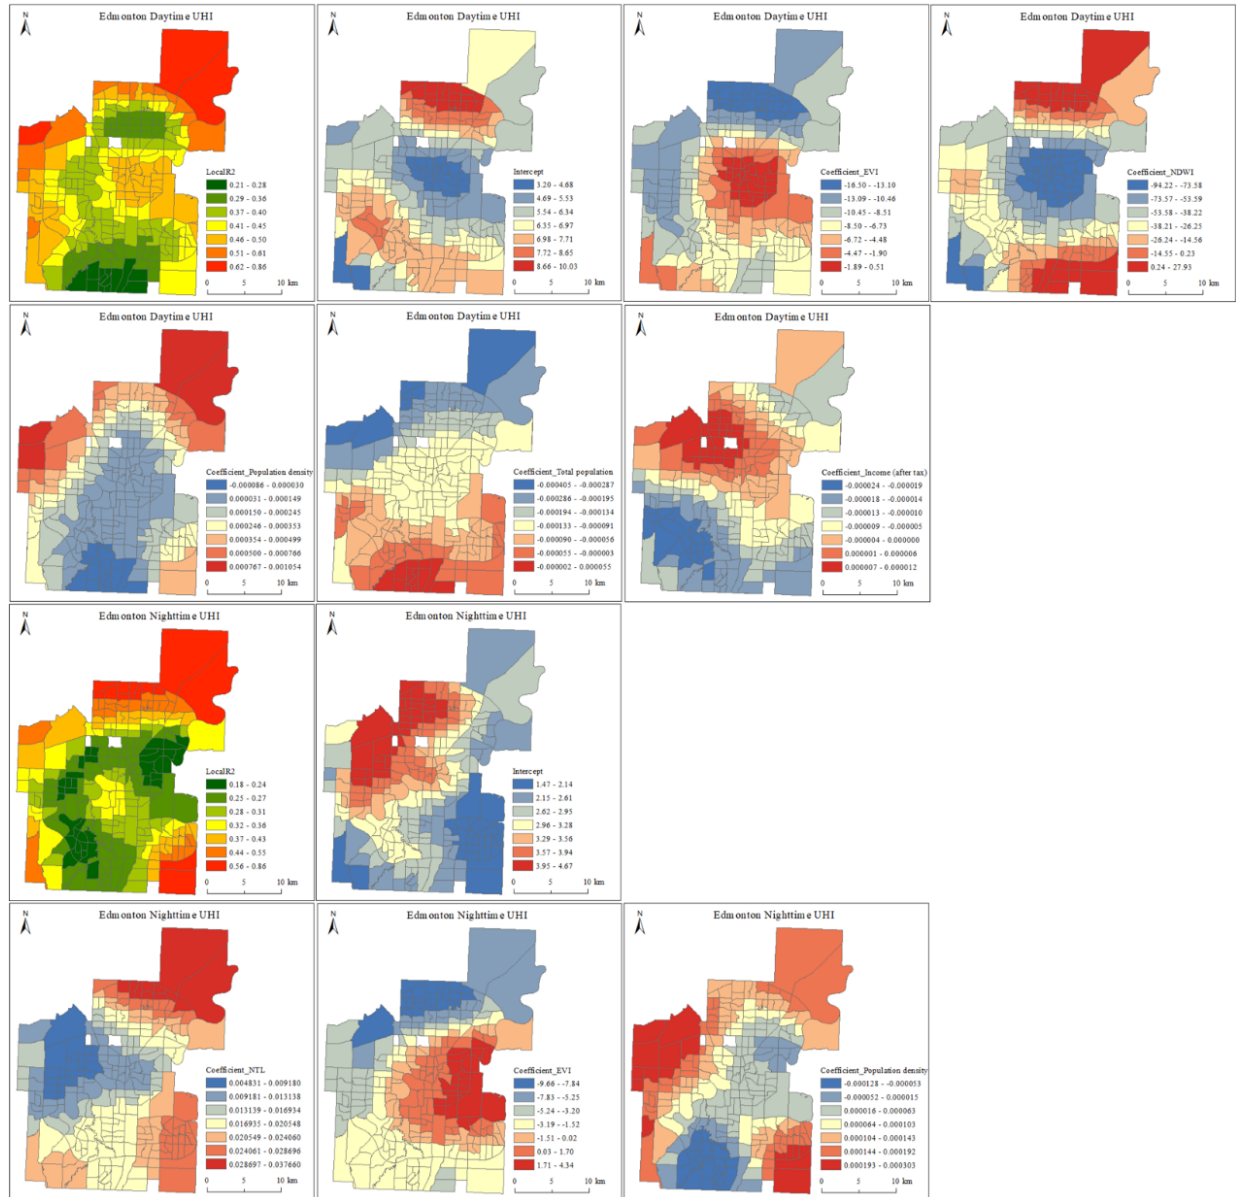 Edmonton Daytime UHI
N
LocalR2
0.21 - 0.28
0.29 - 0.36
0.37 - 0.40
0.41 - 0.45
0.46 - 0.50
0.51 - 0.61
0.62 - 0.86
0 10 km
Edmonton Daytime UHI
N
Intercept
3.20 - 4.68
4.69 - 5.53
5.54 - 6.34
6.35 - 6.97
6.98 - 7.71
7.72 - 8.65
8.66 - 10.03
0 10 km
Edmonton Daytime UHI
N
Coefficient_EVI
-16.50 - -13.10
-13.09 - -10.46
-10.45 - -8.51
-8.50 - -6.73
-6.72 - -4.48
-4.47 - -1.90
-1.89 - 0.51
0 10 km
Edmonton Daytime UHI
N
Coefficient_NDWI
-94.22 - -73.58
-73.57 - -53.59
-53.58 - -38.22
-38.21 - -26.25
-26.24 - -14.56
-14.55 - 0.23
0.24 - 27.93
0 10 km
Edmonton Daytime UHI
N
Coefficient_Population density
-0.000086 - 0.000030
0.000031 - 0.000149
0.000150 - 0.000245
0.000246 - 0.000353
0.000354 - 0.000499
0.000500 - 0.000766
0.000767 - 0.001054
0 10 km
Edmonton Daytime UHI
N
Coefficient_Total population
-0.000405 - -0.000287
-0.000286 - -0.000195
-0.000194 - -0.000134
-0.000133 - -0.000091
-0.000090 - -0.000056
-0.000055 - -0.000003
-0.000002 - 0.000055
0 10 km
Edmonton Daytime UHI
N
Coefficient_Income (after tax)
-0.000024 - -0.000019
-0.000018 - -0.000014
-0.000013 - -0.000010
-0.000009 - -0.000005
-0.000004 - 0.000000
0.000001 - 0.000006
0.000007 - 0.000012
0 10 km
Edmonton Nighttime UHI
N
LocalR2
0.18 - 0.24
0.25 - 0.27
0.28 - 0.31
0.32 - 0.36
0.37 - 0.43
0.44 - 0.55
0.56 - 0.86
0 10 km
Edmonton Nighttime UHI
N
Intercept
1.47 - 2.14
2.15 - 2.61
2.62 - 2.95
2.96 - 3.28
3.29 - 3.56
3.57 - 3.94
3.95 - 4.67
0 10 km
Edmonton Nighttime UHI
N
Coefficient_NTL
0.004831 - 0.009180
0.009181 - 0.013138
0.013139 - 0.016934
0.016935 - 0.020548
0.020549 - 0.024060
0.024061 - 0.028696
0.028697 - 0.037660
0 10 km
Edmonton Nighttime UHI
N
Coefficient_EVI
-9.66 - -7.84
-7.83 - -5.25
-5.24 - -3.20
-3.19 - -1.52
-1.51 - 0.02
0.03 - 1.70
1.71 - 4.34
0 10 km
Edmonton Nighttime UHI
N
Coefficient_Population density
-0.000128 - -0.000053
-0.000052 - 0.000015
0.000016 - 0.000063
0.000064 - 0.000103
0.000104 - 0.000143
0.000144 - 0.000192
0.000193 - 0.000303
0 10 km